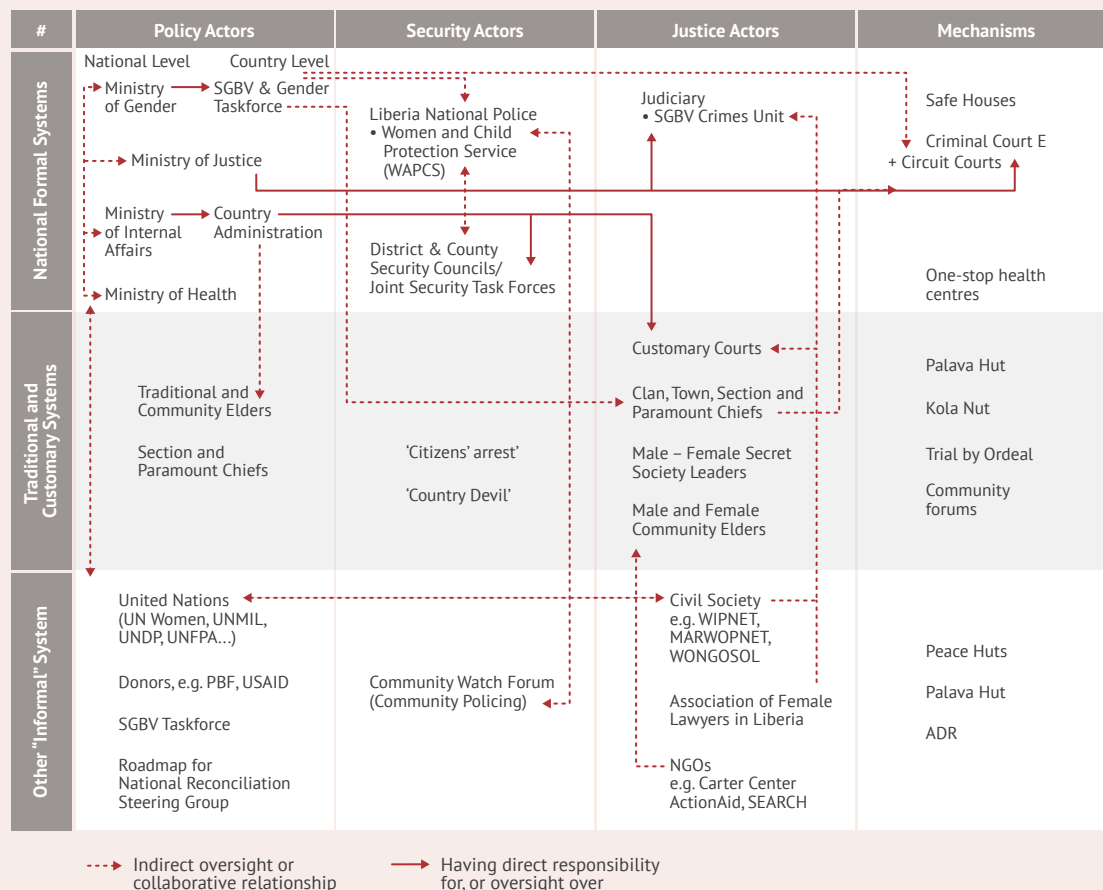 #
Policy Actors
Security Actors
Justice Actors
Mechanisms
National Formal Systems
National Level
Country Level
Ministry
of Gender
SGBV & Gender
Taskforce
Ministry of Justice
Ministry
of Internal
Affairs
Country
Administration
Ministry of Health
Liberia National Police
• Women and Child
Protection Service
(WAPCS)
District & County
Security Councils/
Joint Security Task Forces
Judiciary
• SGBV Crimes Unit
Safe Houses
Criminal Court E
+ Circuit Courts
One-stop health
centres
Traditional and
Customary Systems
Traditional and
Community Elders
Section and
Paramount Chiefs
‘Citizens’ arrest’
‘Country Devil’
Customary Courts
Clan, Town, Section and
Paramount Chiefs
Male – Female Secret
Society Leaders
Male and Female
Community Elders
Palava Hut
Kola Nut
Trial by Ordeal
Community
forums
Other “Informal” System
United Nations
(UN Women, UNMIL,
UNDP, UNFPA...)
Donors, e.g. PBF, USAID
SGBV Taskforce
Roadmap for
National Reconciliation
Steering Group
Community Watch Forum
(Community Policing)
Civil Society
e.g. WIPNET,
MARWOPNET,
WONGOSOL
Association of Female
Lawyers in Liberia
NGOs
e.g. Carter Center
ActionAid, SEARCH
Peace Huts
Palava Hut
ADR
Indirect oversight or
collaborative relationship
Having direct responsibility
for, or oversight over